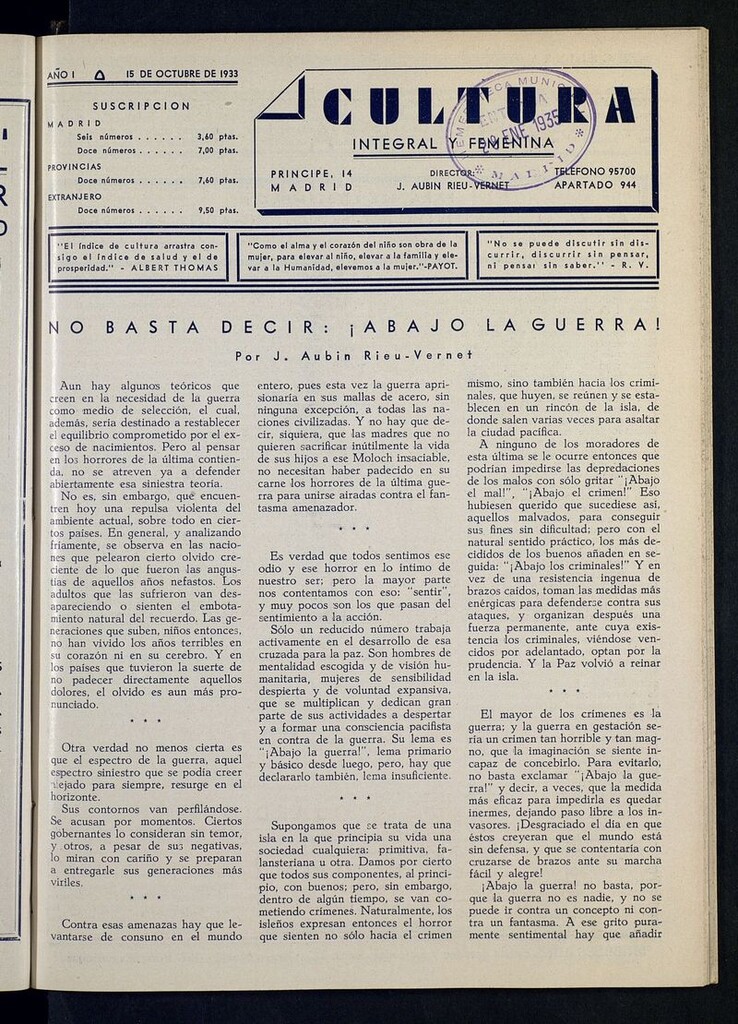 AÑO I 15 DE OCTUBRE DE 1933
SUSCRIPCION
MADRID
Seis números . . . . . . 3,60 ptas.
Doce números . . . . . . 7,00 ptas.
PROVINCIAS
Doce números . . . . . . 7,60 ptas.
EXTRANJERO
Doce números . . . . . . 9,50 ptas.
CULTURA
INTEGRAL Y FEMENINA
PRINCIPE, 14
MADRID
DIRECTOR:
J. AUBIN RIEU-VERNET
TELEFONO 95700
APARTADO 944
HEMEROTECA MUNICIPAL
ENTRADA
ENE 1935
MADRID
"El índice de cultura arrastra con-
sigo el índice de salud y el de
prosperidad." - ALBERT THOMAS
"Como el alma y el corazón del niño son obra de la
mujer, para elevar al niño, elevar a la familia y ele-
var a la Humanidad, elevemos a la mujer."-PAYOT.
"No se puede discutir sin dis-
currir, discurrir sin pensar,
ni pensar sin saber." - R. V.
NO BASTA DECIR: ¡ABAJO LA GUERRA!
Por J. Aubin Rieu-Vernet
Aun hay algunos teóricos que
creen en la necesidad de la guerra
como medio de selección, el cual,
además, sería destinado a restablecer
el equilibrio comprometido por el ex-
ceso de nacimientos. Pero al pensar
en los horrores de la última contien-
da, no se atreven ya a defender
abiertamente esa siniestra teoría.
No es, sin embargo, que encuen-
tren hoy una repulsa violenta del
ambiente actual, sobre todo en cier-
tos países. En general, y analizando
fríamente, se observa en las nacio-
nes que pelearon cierto olvido cre-
ciente de lo que fueron las angus-
tias de aquellos años nefastos. Los
adultos que las sufrieron van des-
apareciendo o sienten el embota-
miento natural del recuerdo. Las ge-
neraciones que suben, niños entonces,
no han vivido los años terribles en
su corazón ni en su cerebro. Y en
los países que tuvieron la suerte de
no padecer directamente aquellos
dolores, el olvido es aun más pro-
nunciado.
* * *
Otra verdad no menos cierta es
que el espectro de la guerra, aquel
espectro siniestro que se podía creer
alejado para siempre, resurge en el
horizonte.
Sus contornos van perfilándose.
Se acusan por momentos. Ciertos
gobernantes lo consideran sin temor,
y otros, a pesar de sus negativas,
lo miran con cariño y se preparan
a entregarle sus generaciones más
viriles.
* * *
Contra esas amenazas hay que le-
vantarse de consuno en el mundo
entero, pues esta vez la guerra apri-
sionaría en sus mallas de acero, sin
ninguna excepción, a todas las na-
ciones civilizadas. Y no hay que de-
cir, siquiera, que las madres que no
quieren sacrificar inútilmente la vida
de sus hijos a ese Moloch insaciable,
no necesitan haber padecido en su
carne los horrores de la última gue-
rra para unirse airadas contra el fan-
tasma amenazador.
* * *
Es verdad que todos sentimos ese
odio y ese horror en lo íntimo de
nuestro ser; pero la mayor parte
nos contentamos con eso: "sentir",
y muy pocos son los que pasan del
sentimiento a la acción.
Sólo un reducido número trabaja
activamente en el desarrollo de esa
cruzada para la paz. Son hombres de
mentalidad escogida y de visión hu-
manitaria, mujeres de sensibilidad
despierta y de voluntad expansiva,
que se multiplican y dedican gran
parte de sus actividades a despertar
y a formar una consciencia pacifista
en contra de la guerra. Su lema es
"¡Abajo la guerra!", lema primario
y básico desde luego, pero, hay que
declararlo también, lema insuficiente.
* * *
Supongamos que se trata de una
isla en la que principia su vida una
sociedad cualquiera: primitiva, fa-
lansteriana u otra. Damos por cierto
que todos sus componentes, al princi-
pio, con buenos; pero, sin embargo,
dentro de algún tiempo, se van co-
metiendo crímenes. Naturalmente, los
isleños expresan entonces el horror
que sienten no sólo hacia el crimen
mismo, sino también hacia los crimi-
nales, que huyen, se reúnen y se esta-
blecen en un rincón de la isla, de
donde salen varias veces para asaltar
la ciudad pacífica.
A ninguno de los moradores de
esta última se le ocurre entonces que
podrían impedirse las depredaciones
de los malos con sólo gritar "¡Abajo
el mal!", "¡Abajo el crimen!" Eso
hubiesen querido que sucediese así,
aquellos malvados, para conseguir
sus fines sin dificultad; pero con el
natural sentido práctico, los más de-
cididos de los buenos añaden en se-
guida: "¡Abajo los criminales!" Y en
vez de una resistencia ingenua de
brazos caídos, toman las medidas más
enérgicas para defenderse contra sus
ataques, y organizan después una
fuerza permanente, ante cuya exis-
tencia los criminales, viéndose ven-
cidos por adelantado, optan por la
prudencia. Y la Paz volvió a reinar
en la isla.
* * *
El mayor de los crímenes es la
guerra; y la guerra en gestación se-
ría un crimen tan horrible y tan mag-
no, que la imaginación se siente in-
capaz de concebirlo. Para evitarlo,
no basta exclamar "¡Abajo la gue-
rra!" y decir, a veces, que la medida
más eficaz para impedirla es quedar
inermes, dejando paso libre a los in-
vasores. ¡Desgraciado el día en que
éstos creyeran que el mundo está
sin defensa, y que se contentaría con
cruzarse de brazos ante su marcha
fácil y alegre!
¡Abajo la guerra! no basta, por-
que la guerra no es nadie, y no se
puede ir contra un concepto ni con-
tra un fantasma. A ese grito pura-
mente sentimental hay que añadir